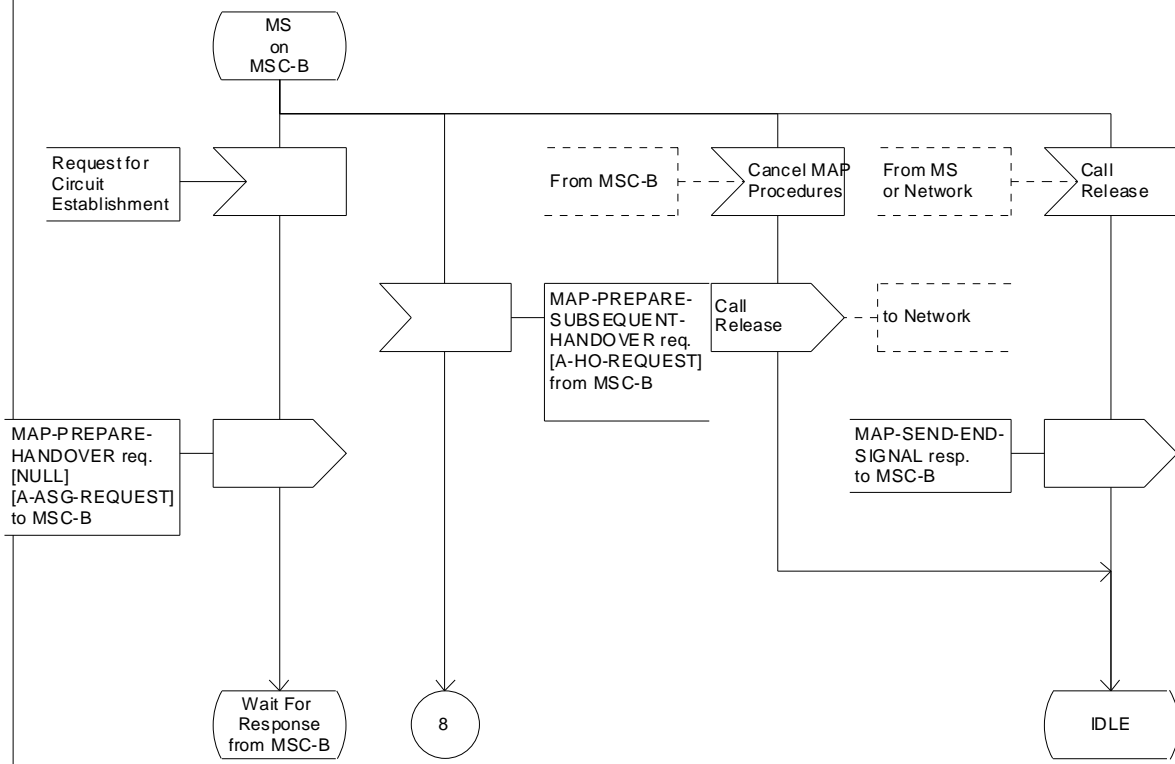 MS
on
MSC-B
Request for
Circuit
Establishment
From MSC-B
Cancel MAP
Procedures
From MS
or Network
Call
Release
MAP-PREPARE-
SUBSEQUENT-
HANDOVER req.
[A-HO-REQUEST]
from MSC-B
Call
Release
to Network
MAP-PREPARE-
HANDOVER req.
[NULL]
[A-ASG-REQUEST]
to MSC-B
MAP-SEND-END-
SIGNAL resp.
to MSC-B
Wait For
Response
from MSC-B
8
IDLE